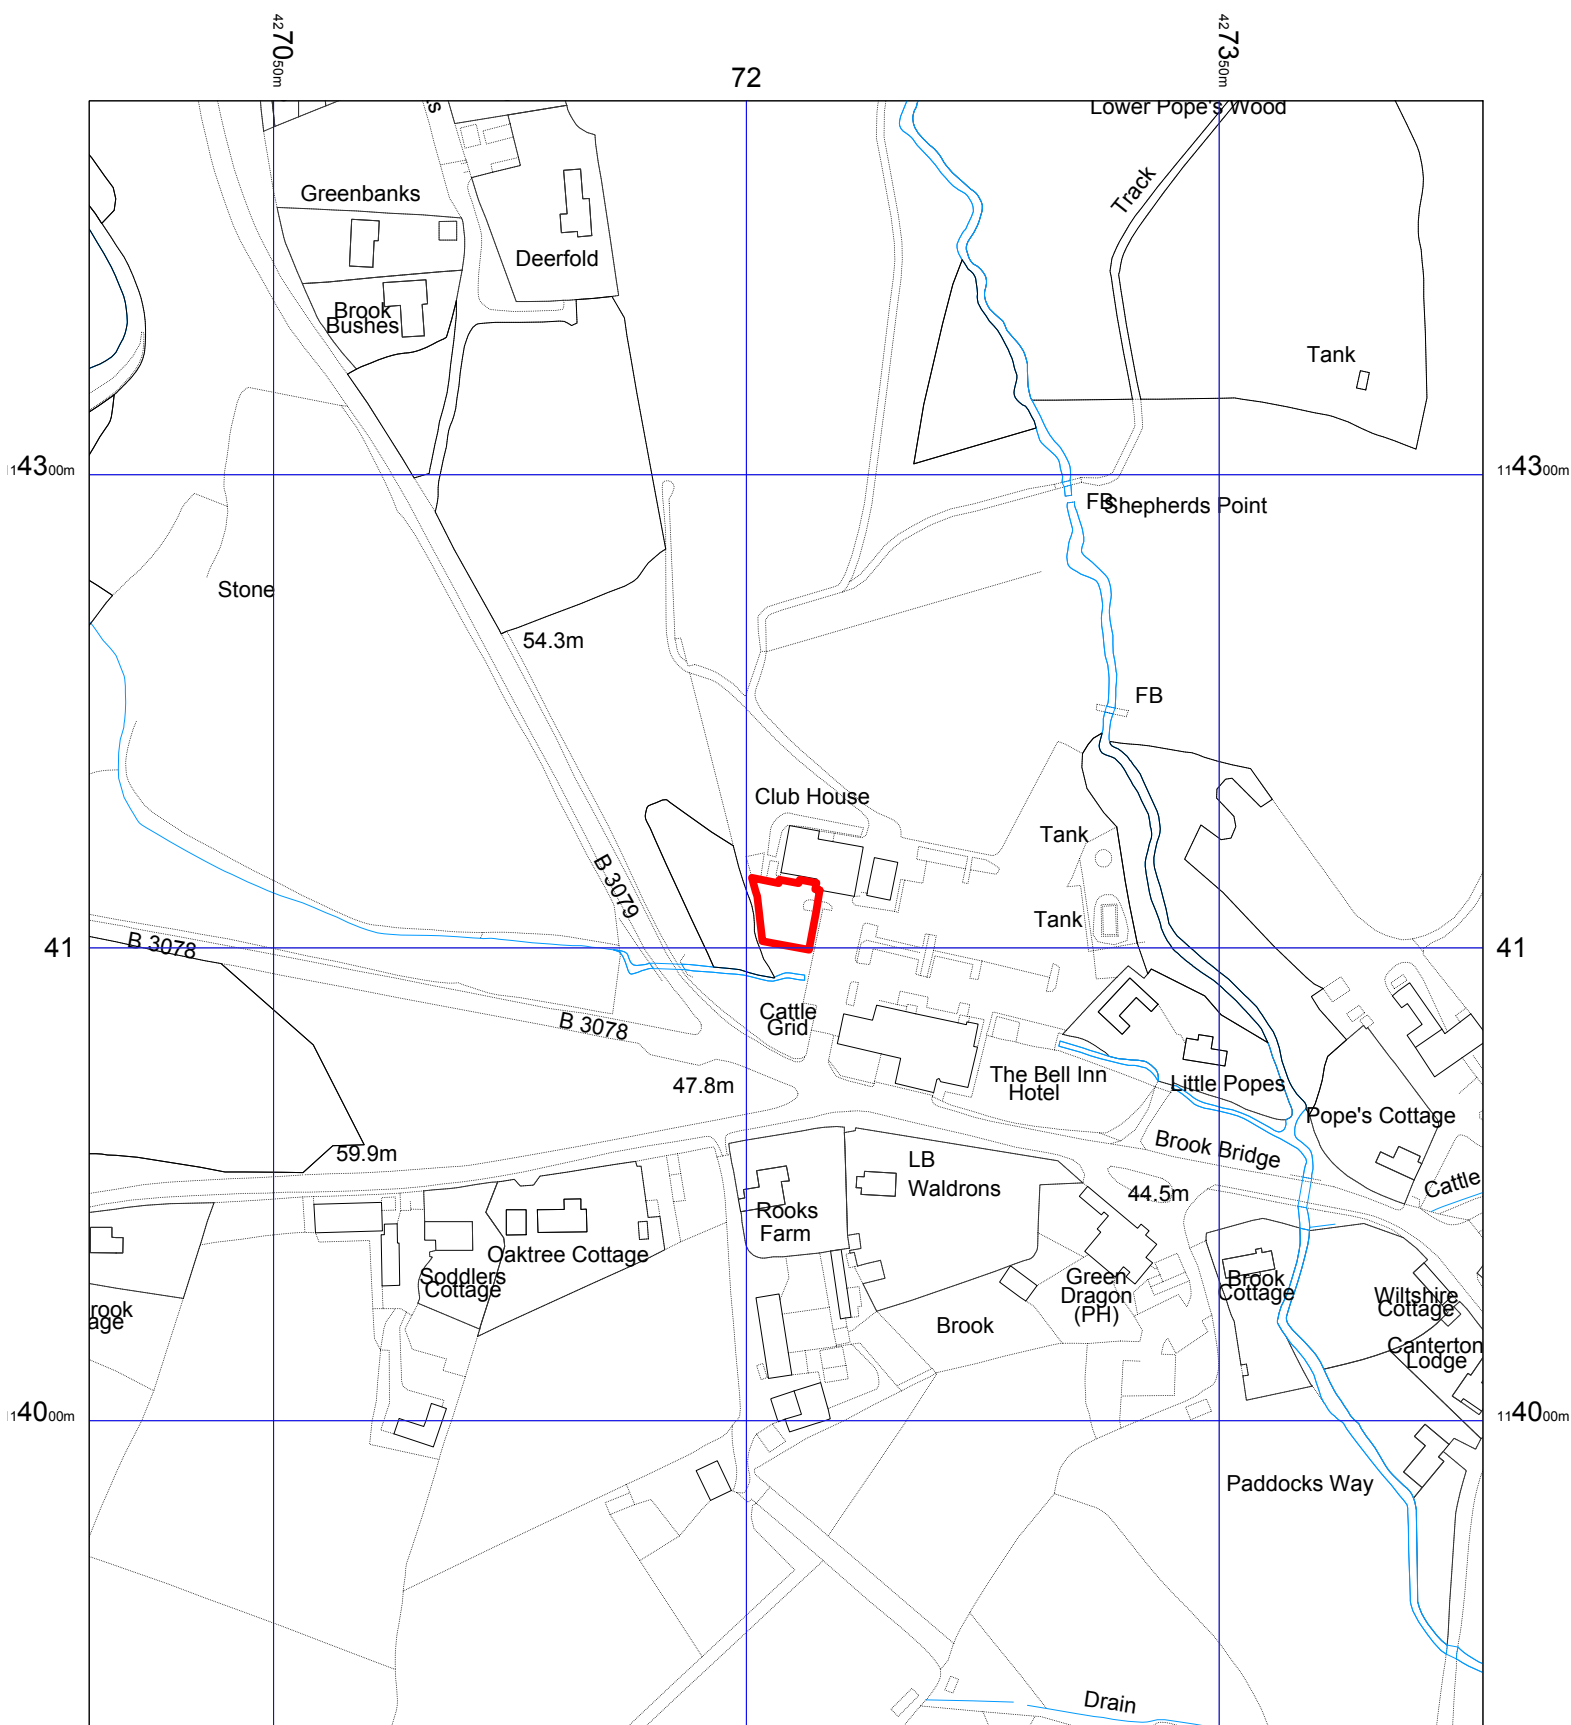 427050m
72
427350m
Lower Pope's Wood
Track
Greenbanks
Deerfold
Brook
Bushes
Tank
114300m
114300m
FB
Shepherds Point
Stone
54.3m
FB
Club House
Tank
B 3079
Tank
41
B 3078
41
B 3078
Cattle
Grid
47.8m
The Bell Inn
Hotel
Little Popes
Pope's Cottage
Brook Bridge
59.9m
LB
Waldrons
44.5m
Cattle
Rooks
Farm
Oaktree Cottage
Soddlers
Cottage
Green
Dragon
(PH)
Brook
Cottage
Wiltshire
Cottage
rook
age
Brook
Canterton
Lodge
114000m
114000m
Paddocks Way
Drain